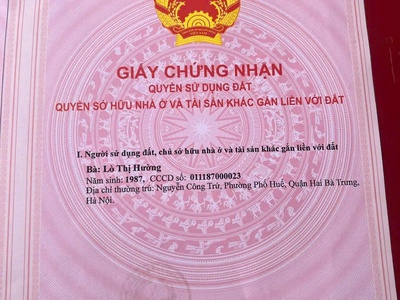 GIẤY CHỨNG NHẬN
QUYỀN SỬ DỤNG ĐẤT
QUYỀN SỞ HỮU NHÀ Ở VÀ TÀI SẢN KHÁC GẮN LIỀN VỚI ĐẤT
I. Người sử dụng đất, chủ sở hữu nhà ở và tài sản khác gắn liền với đất
Bà: Lò Thị Hường
Năm sinh: 1987, CCCD số: 011187000023
Địa chỉ thường trú: Nguyễn Công Trứ, Phường Phố Huế, Quận Hai Bà Trưng,
Hà Nội.